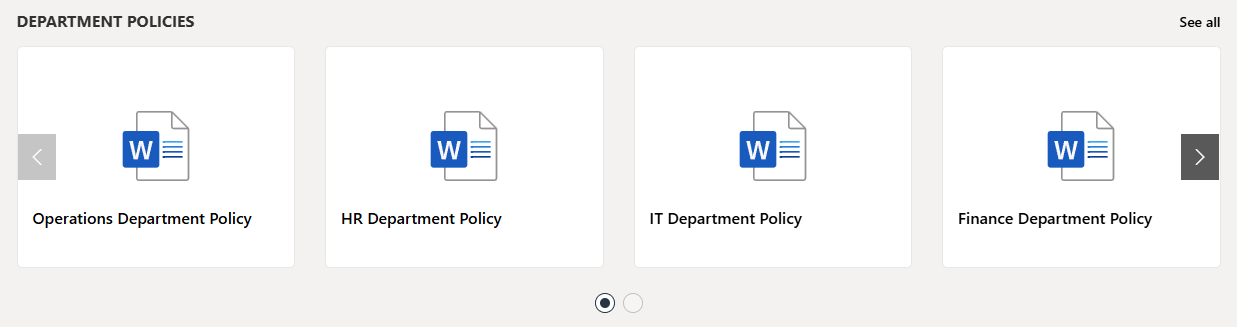 DEPARTMENT POLICIES
See all
W
W
W
W
Operations Department Policy
HR Department Policy
IT Department Policy
Finance Department Policy